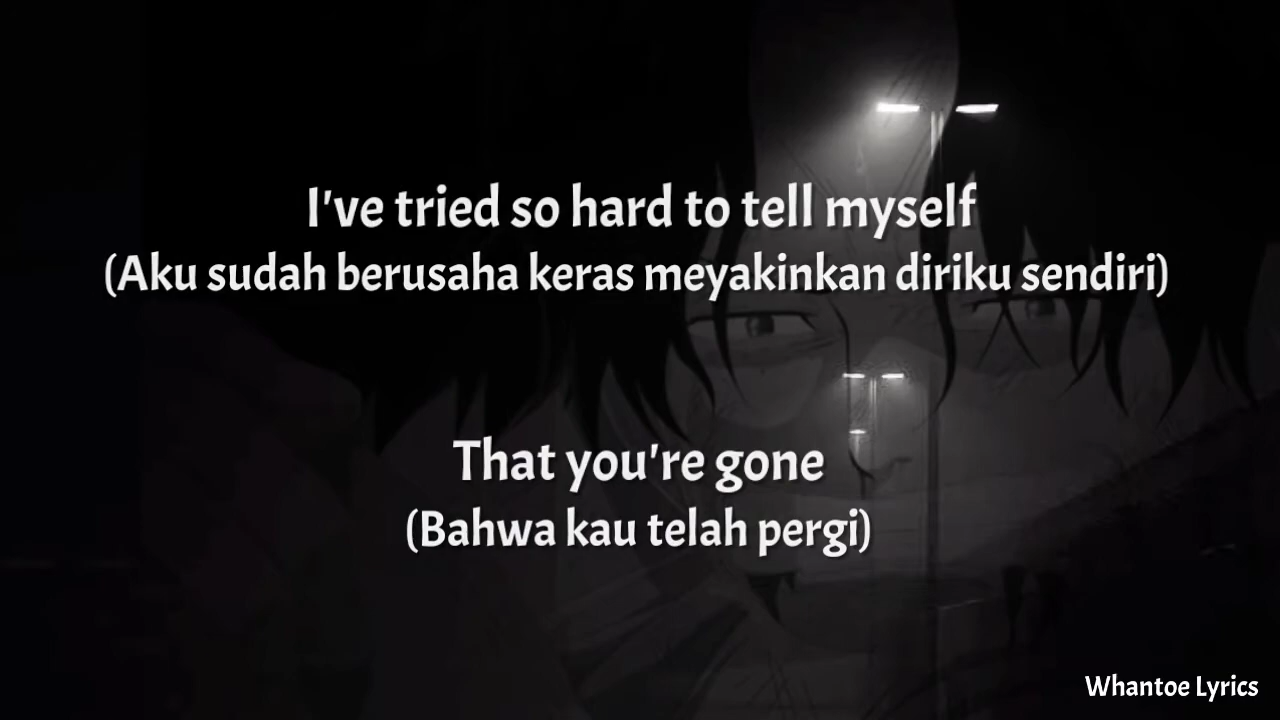 I've tried so hard to tell myself
(Aku sudah berusaha keras meyakinkan diriku sendiri)
That you're gone
(Bahwa kau telah pergi)
Whantoe Lyrics